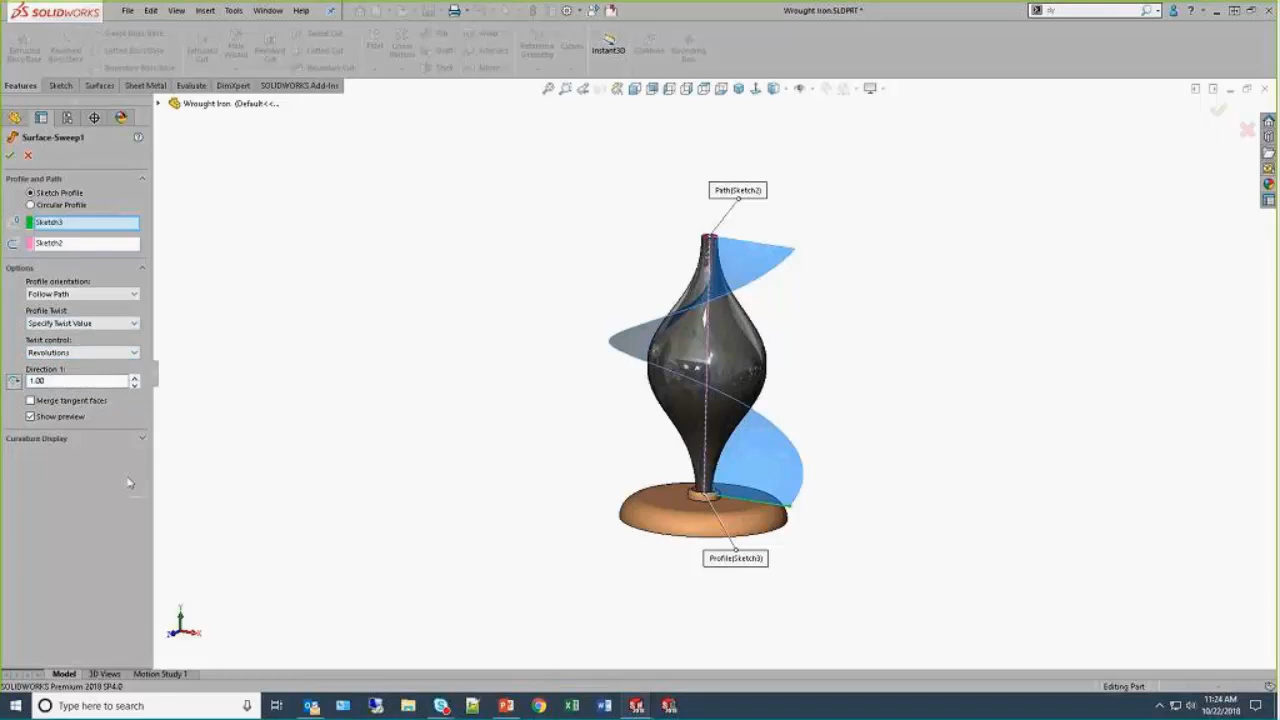 SOLIDWORKS
File Edit View Insert Tools Window Help
Wrought Iron.SLDPRT *
Instant3D
Features Sketch Surfaces Sheet Metal Evaluate DimXpert SOLIDWORKS Add-Ins
Wrought Iron (Default<<...
Surface-Sweep1
Profile and Path
Sketch Profile
Circular Profile
Sketch3
Sketch2
Options
Profile orientation:
Follow Path
Profile Twist:
Specify Twist Value
Twist control:
Revolutions
Direction 1:
1.00
Merge tangent faces
Show preview
Curvature Display
Path(Sketch2)
Profile(Sketch3)
Y
X
Z
Model 3D Views Motion Study 1
SOLIDWORKS Premium 2018 SP4.0
Editing Part
Type here to search
11:24 AM
10/22/2018